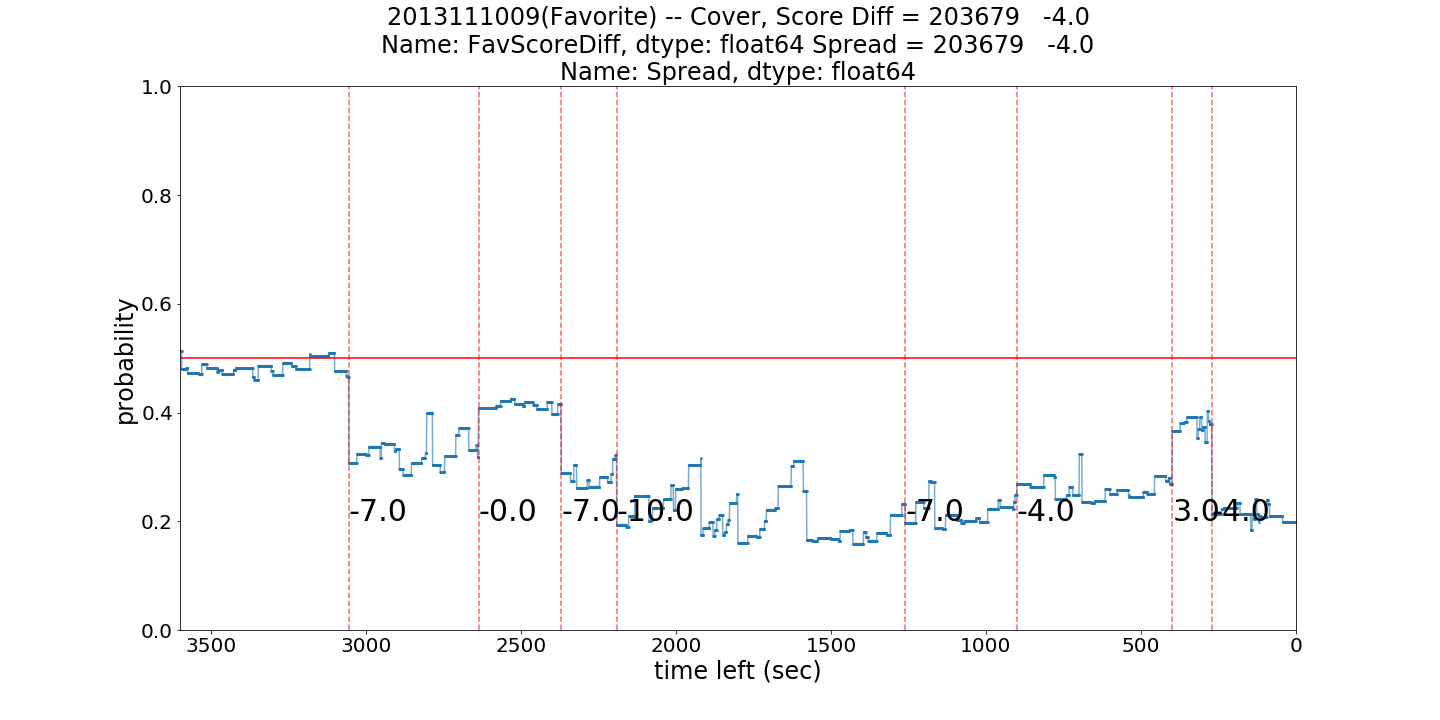 2013111009(Favorite) -- Cover, Score Diff = 203679   -4.0
Name: FavScoreDiff, dtype: float64 Spread = 203679   -4.0
Name: Spread, dtype: float64
1.0
0.8
0.6
0.4
0.2
0.0
probability
-7.0
-0.0
-7.0
-10.0
-7.0
-4.0
3.0
-4.0
3500 3000 2500 2000 1500 1000 500 0
time left (sec)